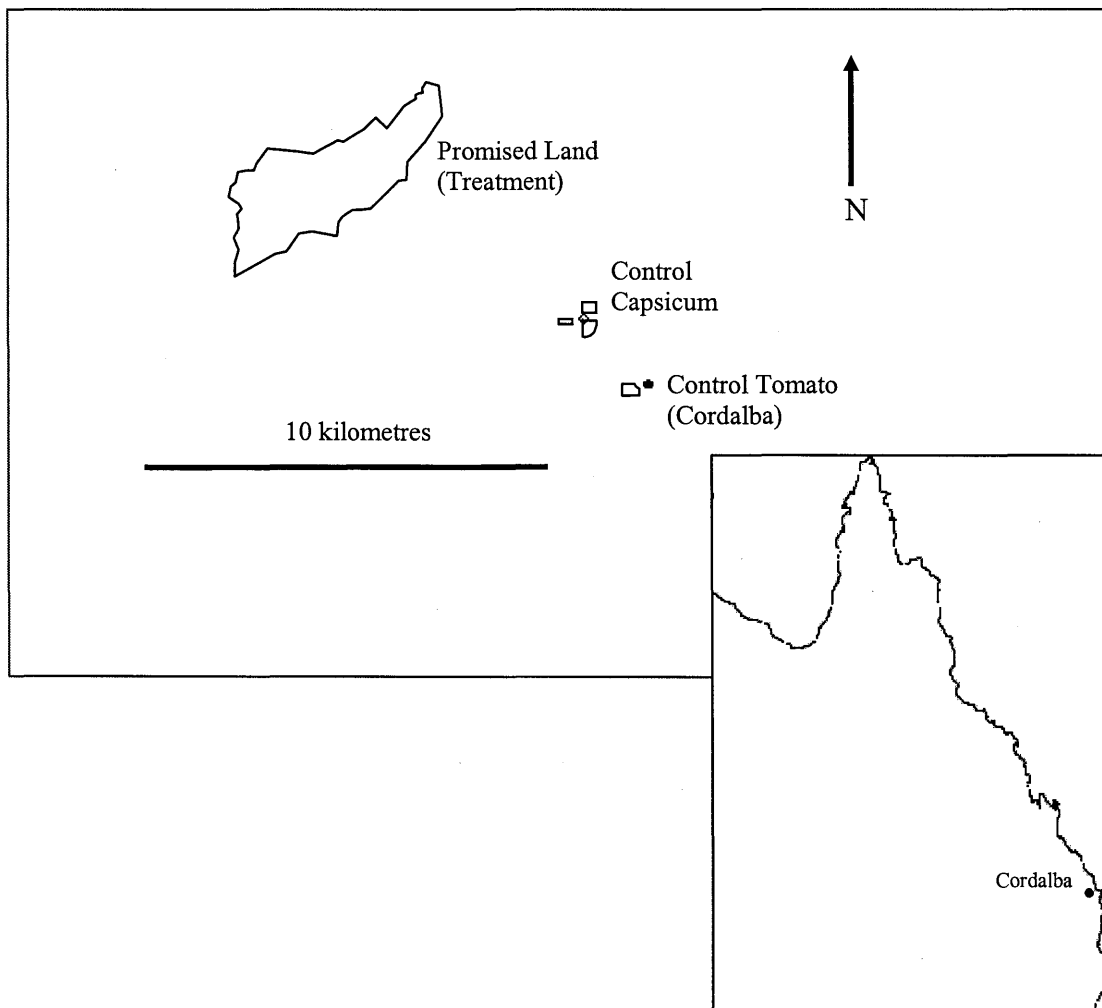 Promised Land
(Treatment)
N
Control
Capsicum
Control Tomato
(Cordalba)
10 kilometres
Cordalba